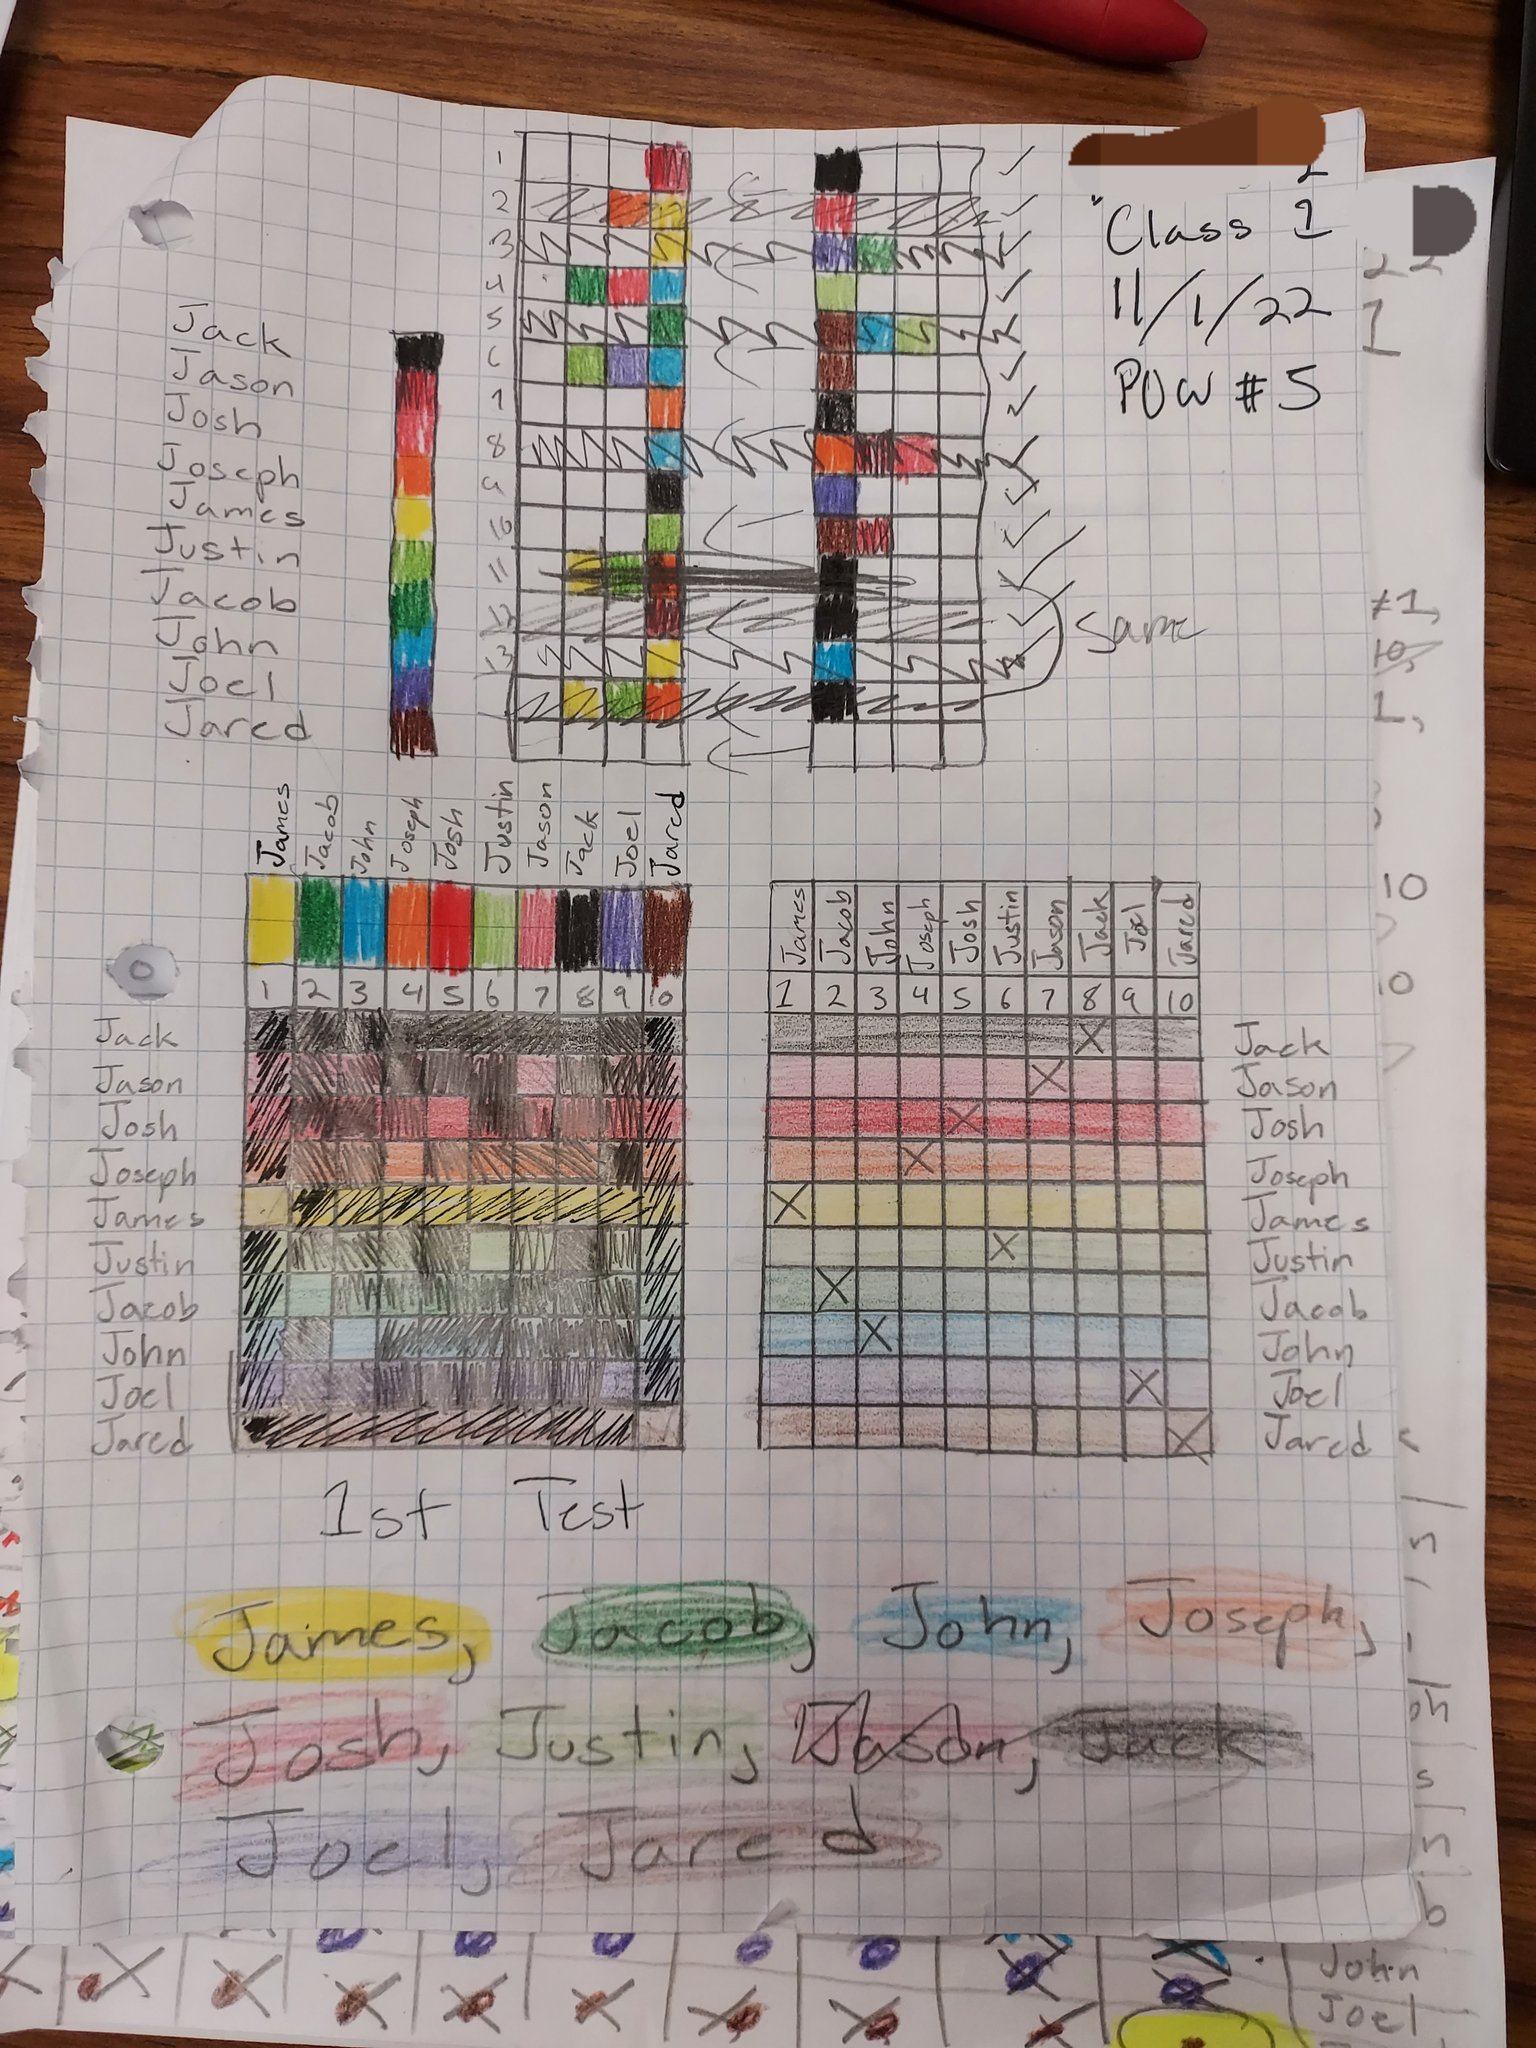 Class 1
11/1/22
POW #5
1
2
3
4
5
6
7
8
9
10
11
12
13
Same
Jack
Jason
Josh
Joseph
James
Justin
Jacob
John
Joel
Jared
James Jacob John Joseph Josh Justin Jason Jack Joel Jared
1 2 3 4 5 6 7 8 9 10
Jack
Jason
Josh
Joseph
James
Justin
Jacob
John
Joel
Jared
James Jacob John Joseph Josh Justin Jason Jack Joel Jared
1 2 3 4 5 6 7 8 9 10
Jack
Jason
Josh
Joseph
James
Justin
Jacob
John
Joel
Jared
1st Test
James, Jacob, John, Joseph,
Josh, Justin, Jason, Jack
Joel, Jared
10
John
Joel